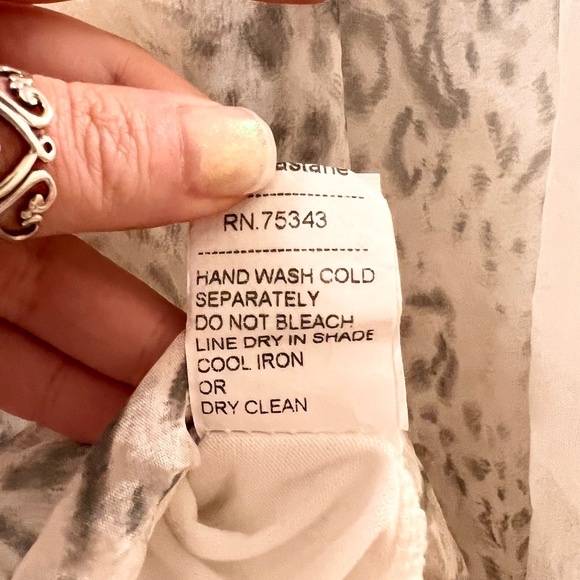 RN.75343
HAND WASH COLD
SEPARATELY
DO NOT BLEACH
LINE DRY IN SHADE
COOL IRON
OR
DRY CLEAN